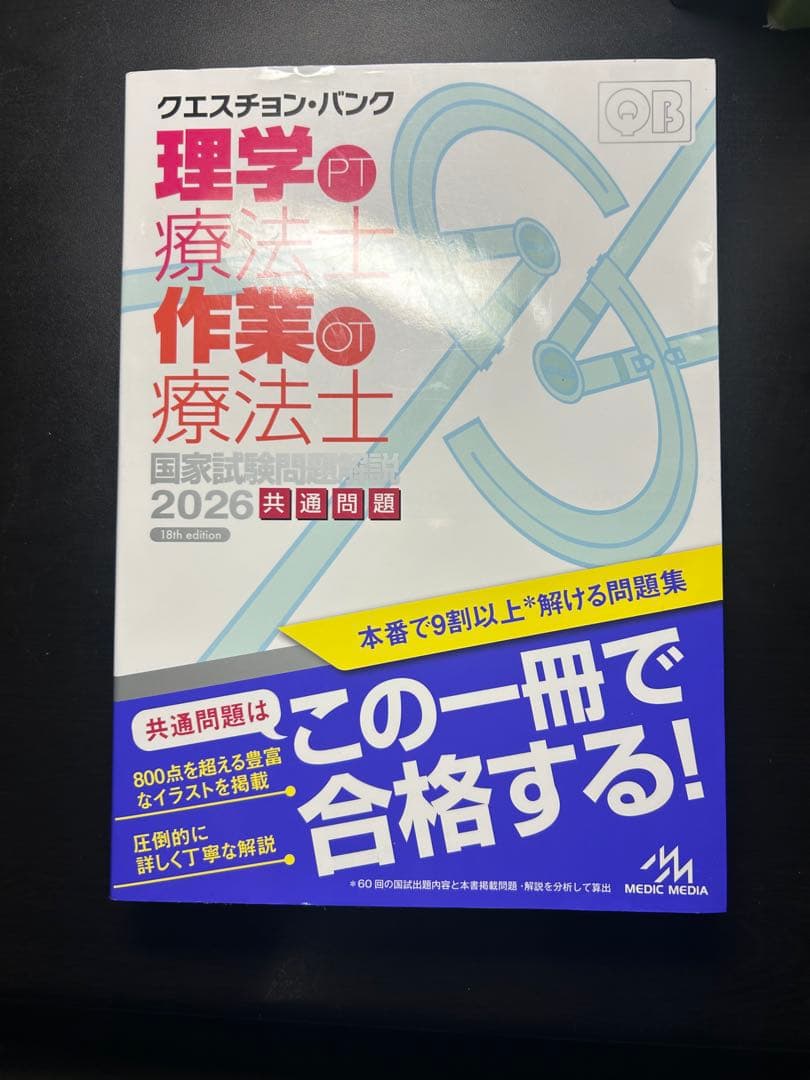 クエスチョン・バンク
QB
理学PT
療法士
作業OT
療法士
国家試験問題解説
2026 共通問題
18th edition
本番で9割以上*解ける問題集
共通問題は
この一冊で
合格する!
800点を超える豊富
なイラストを掲載
圧倒的に
詳しく丁寧な解説
*60回の国試出題内容と本書掲載問題・解説を分析して算出
MEDIC MEDIA